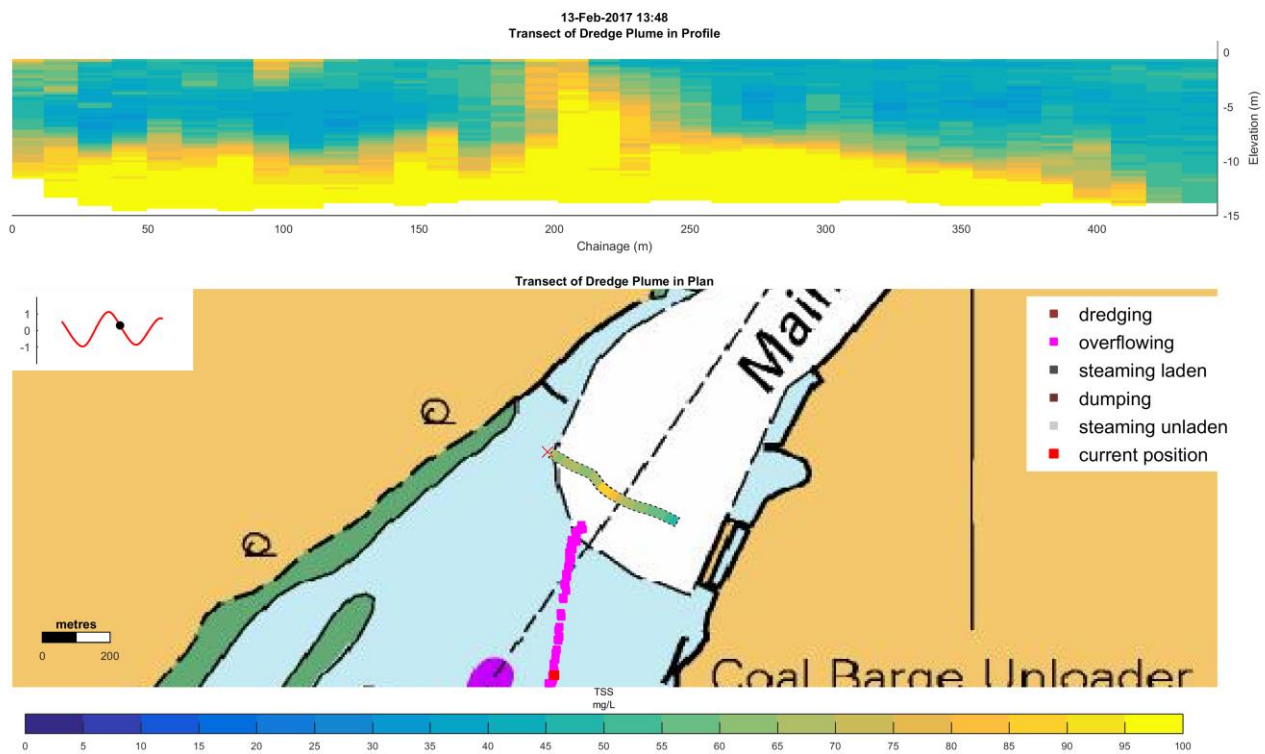 13-Feb-2017 13:48
Transect of Dredge Plume in Profile
0
-5
-10
-15
Elevation (m)
0 50 100 150 200 250 300 350 400
Chainage (m)
Transect of Dredge Plume in Plan
1
0
-1
Main
dredging
overflowing
steaming laden
dumping
steaming unladen
current position
metres
0 200
Coal Barge Unloader
TSS
mg/L
0 5 10 15 20 25 30 35 40 45 50 55 60 65 70 75 80 85 90 95 100